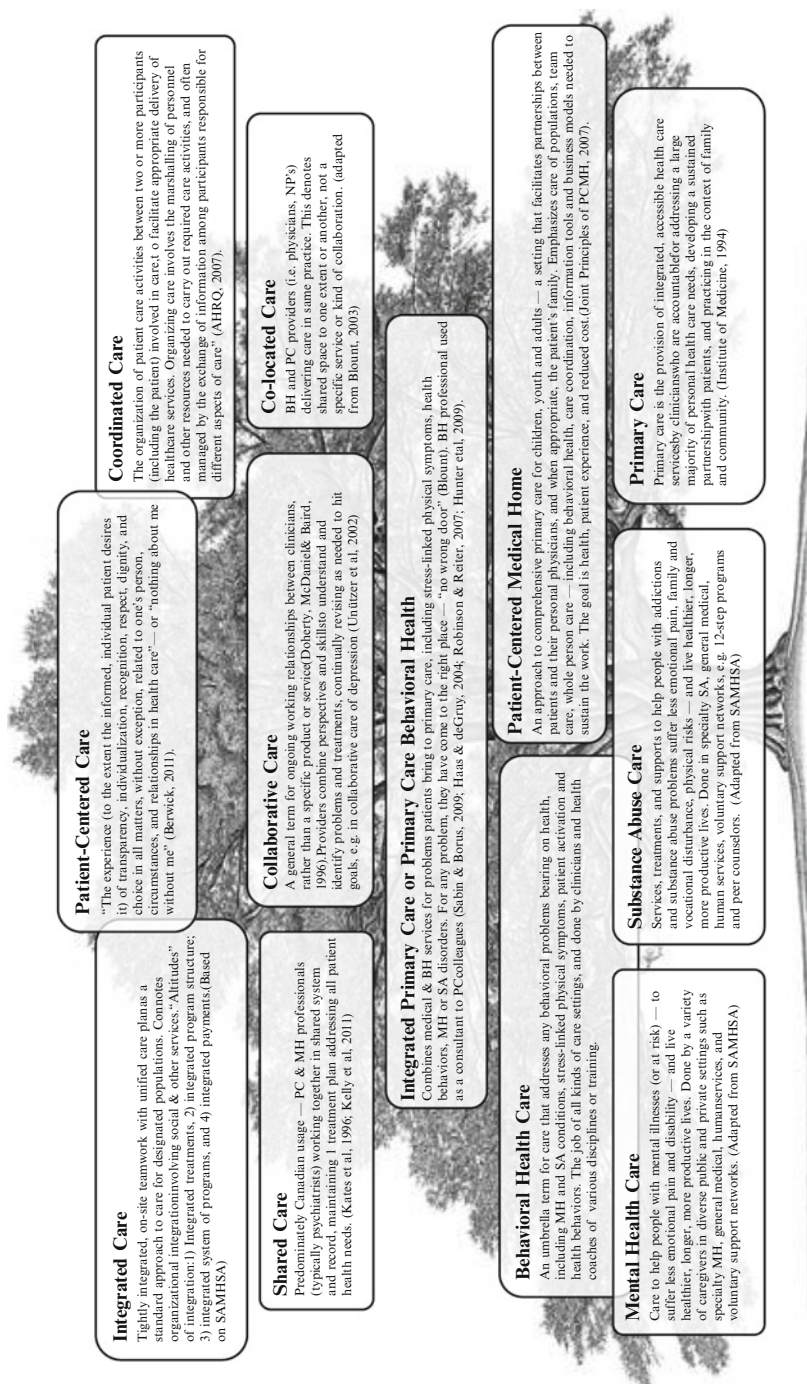 Patient-Centered Care
“The experience (to the extent the informed, individual patient desires
it) of transparency, individualization, recognition, respect, dignity, and
choice in all matters, without exception, related to one's person,
circumstances, and relationships in health care”— or “nothing about me
without me” (Berwick, 2011).
Integrated Care
Tightly integrated, on-site teamwork with unified care planas a
standard approach to care for designated populations. Connotes
organizational integrationinvolving social & other services.“Altitudes”
of integration:1) Integrated treatments, 2) integrated program structure;
3) integrated system of programs, and 4) integrated payments.(Based
on SAMHSA)
Coordinated Care
The organization of patient care activities between two or more participants
(including the patient) involved in care,t o facilitate appropriate delivery of
healthcare services. Organizing care involves the marshalling of personnel
and other resources needed to carry out required care activities, and often
managed by the exchange of information among participants responsible for
different aspects of care” (AHRQ, 2007).
Shared Care
Predominately Canadian usage — PC & MH professionals
(typically psychiatrists) working together in shared system
and record, maintaining 1 treatment plan addressing all patient
health needs. (Kates et al, 1996; Kelly et al, 2011)
Collaborative Care
A general term for ongoing working relationships between clinicians,
rather than a specific product or service(Doherty, McDaniel& Baird,
1996).Providers combine perspectives and skillsto understand and
identify problems and treatments, continually revising as needed to hit
goals, e.g. in collaborative care of depression (Unützer et al, 2002)
Co-located Care
BH and PC providers (i.e. physicians, NP’s)
delivering care in same practice. This denotes
shared space to one extent or another, not a
specific service or kind of collaboration. (adapted
from Blount, 2003)
Integrated Primary Care or Primary Care Behavioral Health
Combines medical & BH services for problems patients bring to primary care, including stress-linked physical symptoms, health
behaviors, MH or SA disorders. For any problem, they have come to the right place — “no wrong door” (Blount). BH professional used
as a consultant to PCcolleagues (Sabin & Borus, 2009; Haas & deGruy, 2004; Robinson & Reiter, 2007; Hunter etal, 2009).
Behavioral Health Care
An umbrella term for care that addresses any behavioral problems bearing on health,
including MH and SA conditions, stress-linked physical symptoms, patient activation and
health behaviors. The job of all kinds of care settings, and done by clinicians and health
coaches of various disciplines or training.
Patient-Centered Medical Home
An approach to comprehensive primary care for children, youth and adults — a setting that facilitates partnerships between
patients and their personal physicians, and when appropriate, the patient’s family. Emphasizes care of populations, team
care, whole person care — including behavioral health, care coordination, information tools and business models needed to
sustain the work. The goal is health, patient experience, and reduced cost.(Joint Principles of PCMH, 2007).
Mental Health Care
Care to help people with mental illnesses (or at risk) — to
suffer less emotional pain and disability — and live
healthier, longer, more productive lives. Done by a variety
of caregivers in diverse public and private settings such as
specialty MH, general medical, humanservices, and
voluntary support networks. (Adapted from SAMHSA)
Substance Abuse Care
Services, treatments, and supports to help people with addictions
and substance abuse problems suffer less emotional pain, family and
vocational disturbance, physical risks — and live healthier, longer,
more productive lives. Done in specialty SA, general medical,
human services, voluntary support networks, e.g. 12-step programs
and peer counselors. (Adapted from SAMHSA)
Primary Care
Primary care is the provision of integrated, accessible health care
servicesby clinicianswho are accountablefor addressing a large
majority of personal health care needs, developing a sustained
partnershipwith patients, and practicing in the context of family
and community. (Institute of Medicine, 1994)